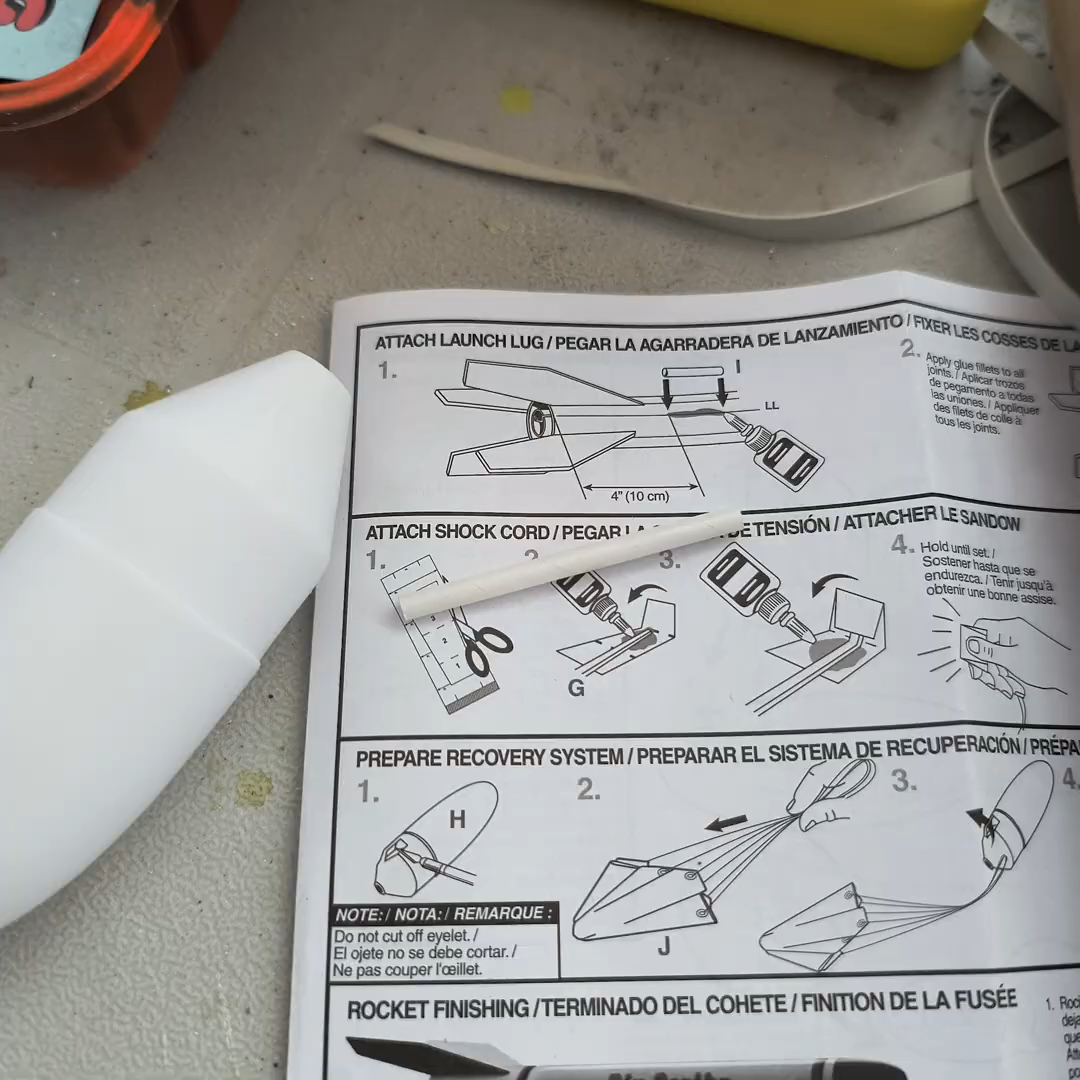 ATTACH LAUNCH LUG / PEGAR LA AGARRADERA DE LANZAMIENTO / FIXER LES COSSES DE
1.
I
LL
4" (10 cm)
2.
Apply glue fillets to all
joints. / Aplicar trozos
de pegamento a todas
las uniones. / Appliquer
des filets de colle à
tous les joints.
ATTACH SHOCK CORD / PEGAR TENSIÓN / ATTACHER LE SANDOW
1.
3
2
1
G
3.
4.
Hold until set. /
Sostener hasta que se
endurezca. / Tenir jusqu'à
obtenir une bonne assise.
PREPARE RECOVERY SYSTEM / PREPARAR EL SISTEMA DE RECUPERACIÓN /
1.
H
2.
J
3.
4.
NOTE: / NOTA: / REMARQUE :
Do not cut off eyelet. /
El ojete no se debe cortar. /
Ne pas couper l'œillet.
ROCKET FINISHING / TERMINADO DEL COHETE / FINITION DE LA FUSÉE
1.